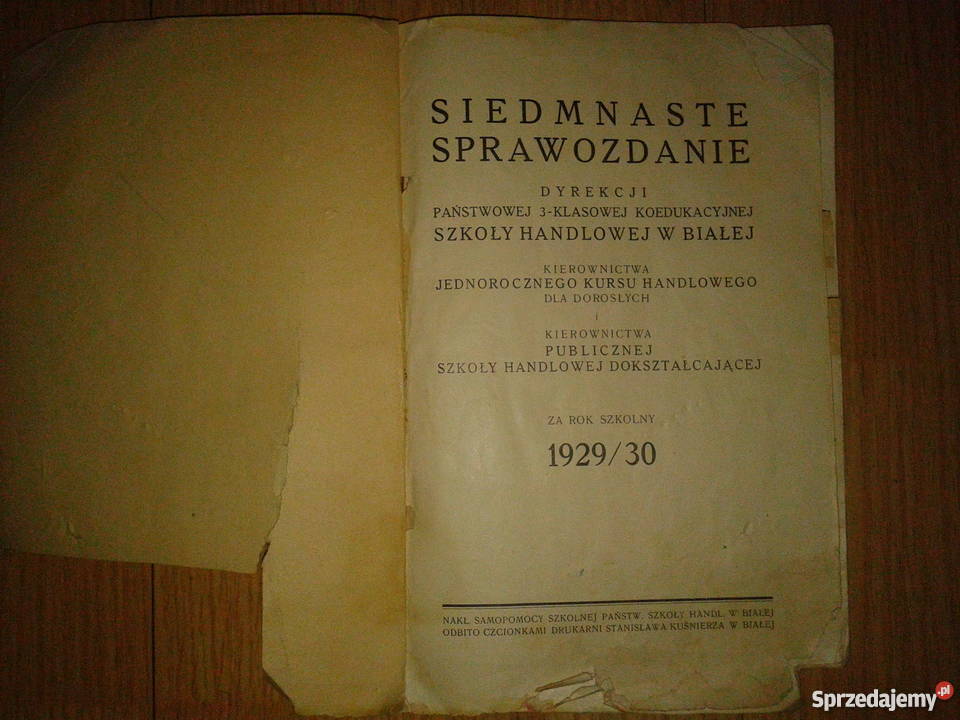 SIEDMNASTE
SPRAWOZDANIE
DYREKCJI
PAŃSTWOWEJ 3-KLASOWEJ KOEDUKACYJNEJ
SZKOŁY HANDLOWEJ W BIAŁEJ
KIEROWNICTWA
JEDNOROCZNEGO KURSU HANDLOWEGO
DLA DOROSŁYCH
i
KIEROWNICTWA
PUBLICZNEJ
SZKOŁY HANDLOWEJ DOKSZTAŁCAJĄCEJ
ZA ROK SZKOLNY
1929/30
NAKŁ. SAMOPOMOCY SZKOLNEJ PAŃSTW. SZKOŁY HANDL. W BIAŁEJ
ODBITO CZCIONKAMI DRUKARNI STANISŁAWA KUŚNIERZA W BIAŁEJ
Sprzedajemy.pl